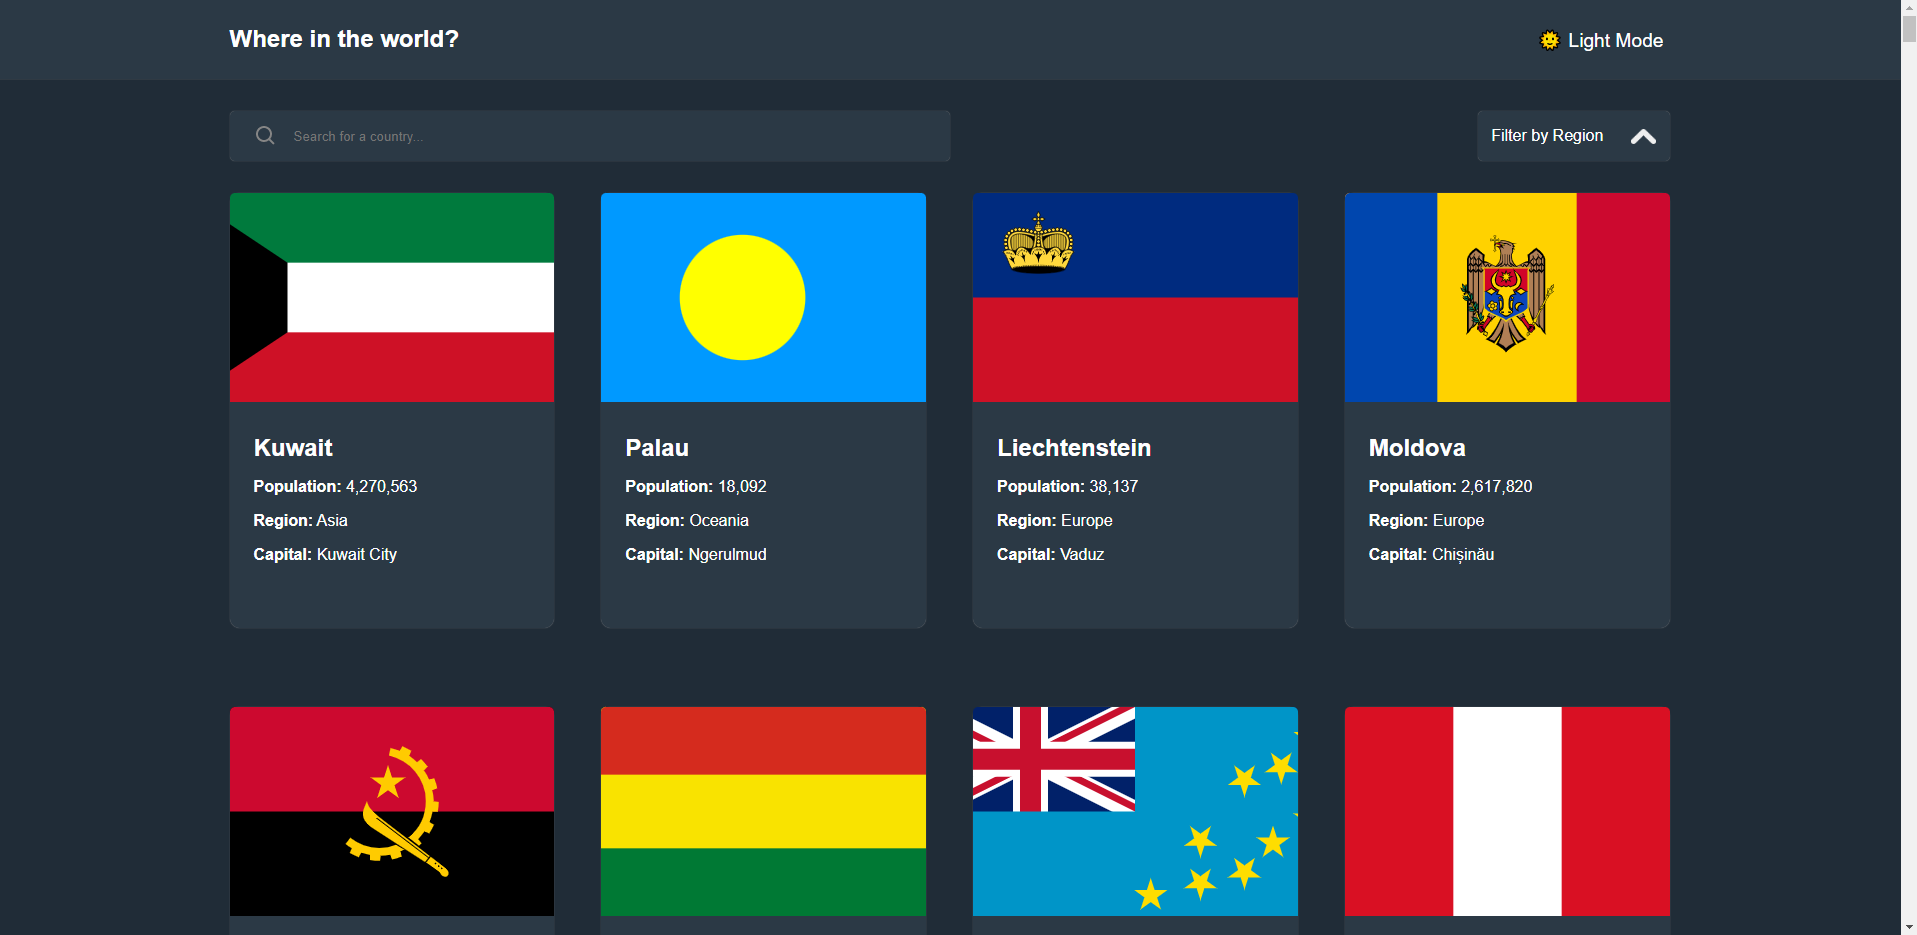 Where in the world?
Light Mode
Search for a country...
Filter by Region
Kuwait
Population: 4,270,563
Region: Asia
Capital: Kuwait City
Palau
Population: 18,092
Region: Oceania
Capital: Ngerulmud
Liechtenstein
Population: 38,137
Region: Europe
Capital: Vaduz
Moldova
Population: 2,617,820
Region: Europe
Capital: Chișinău